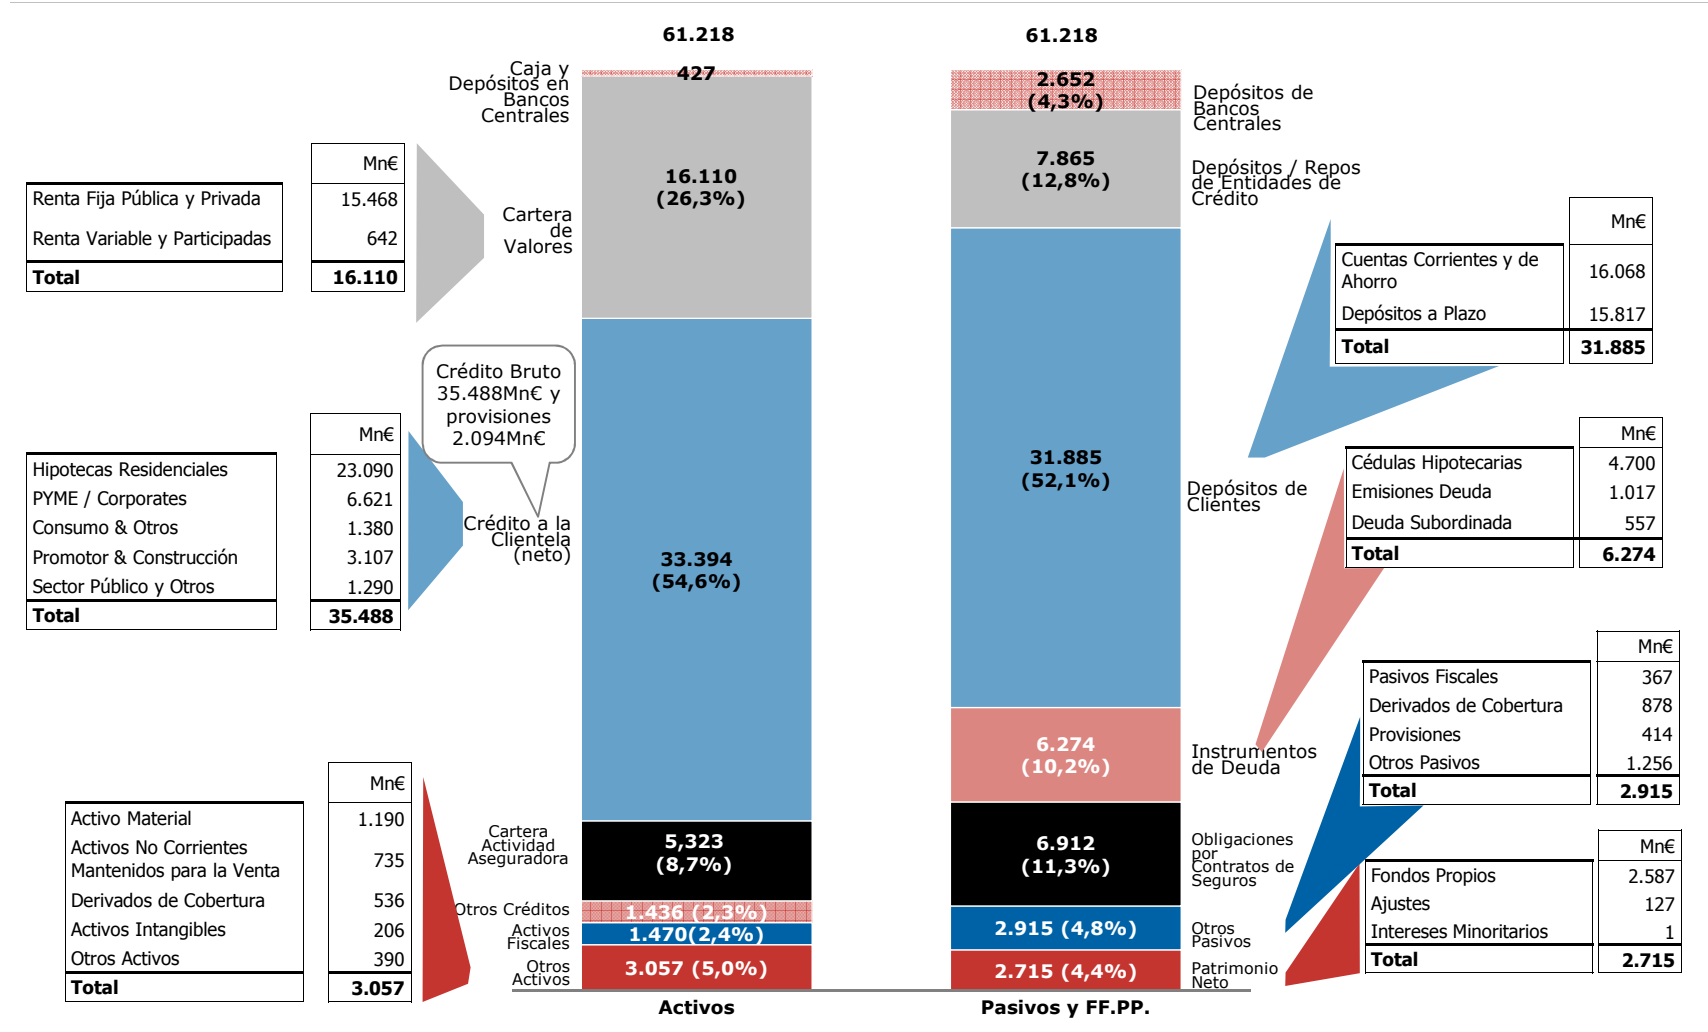 61.218
61.218
Caja y
Depósitos en
Bancos
Centrales
427
2.652
(4,3%)
Depósitos de
Bancos
Centrales
16.110
(26,3%)
7.865
(12,8%)
Depósitos / Repos
de Entidades de
Crédito
Cartera
de
Valores
Mn€
Renta Fija Pública y Privada 15.468
Renta Variable y Participadas 642
Total 16.110
Mn€
Cuentas Corrientes y de
Ahorro 16.068
Depósitos a Plazo 15.817
Total 31.885
Crédito Bruto
35.488Mn€ y
provisiones
2.094Mn€
Mn€
Hipotecas Residenciales 23.090
PYME / Corporates 6.621
Consumo & Otros 1.380
Promotor & Construcción 3.107
Sector Público y Otros 1.290
Total 35.488
Crédito a la
Clientela
(neto)
33.394
(54,6%)
31.885
(52,1%)
Depósitos de
Clientes
Mn€
Cédulas Hipotecarias 4.700
Emisiones Deuda 1.017
Deuda Subordinada 557
Total 6.274
6.274
(10,2%)
Instrumentos
de Deuda
Mn€
Pasivos Fiscales 367
Derivados de Cobertura 878
Provisiones 414
Otros Pasivos 1.256
Total 2.915
Mn€
Activo Material 1.190
Activos No Corrientes
Mantenidos para la Venta 735
Derivados de Cobertura 536
Activos Intangibles 206
Otros Activos 390
Total 3.057
Cartera
Actividad
Aseguradora
5,323
(8,7%)
6.912
(11,3%)
Obligaciones
por
Contratos de
Seguros
Otros Créditos
1.436 (2,3%)
Activos
Fiscales
1.470(2,4%)
2.915 (4,8%)
Otros
Pasivos
Otros
Activos
3.057 (5,0%)
2.715 (4,4%)
Patrimonio
Neto
Mn€
Fondos Propios 2.587
Ajustes 127
Intereses Minoritarios 1
Total 2.715
Activos
Pasivos y FF.PP.